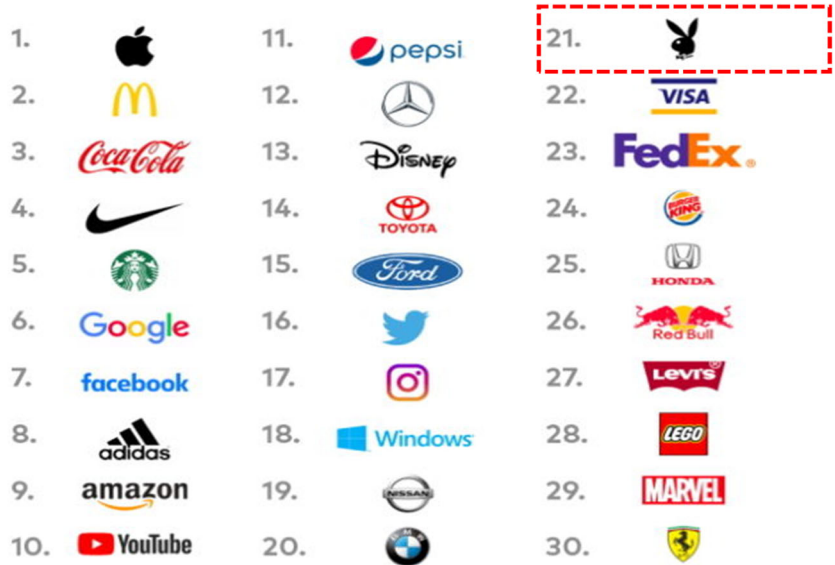 1.
2.
3. Coca-Cola
4.
5.
6. Google
7. facebook
8. adidas
9. amazon
10. YouTube
11. pepsi
12.
13. Disney
14. TOYOTA
15. Ford
16.
17.
18. Windows
19. NISSAN
20. BMW
21.
22. VISA
23. FedEx ®
24. BURGER KING
25. HONDA
26. Red Bull
27. Levi's
28. LEGO
29. MARVEL
30.